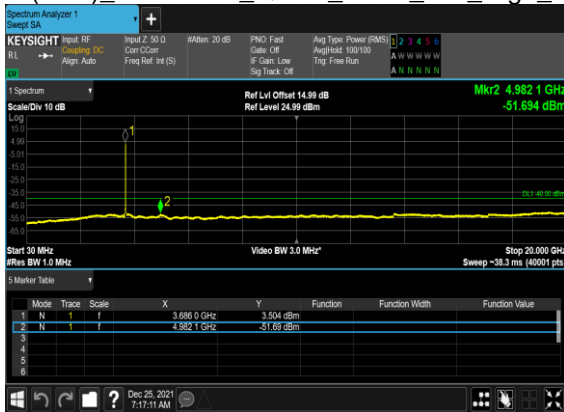 Spectrum Analyzer 1
Swept SA
KEYSIGHT
RL
Input: RF
Coupling: DC
Align: Auto
Input Z: 50 Ω
Corr CCorr
Freq Ref: Int (S)
#Atten: 20 dB
PNO: Fast
Gate: Off
IF Gain: Low
Sig Track: Off
Avg Type: Power (RMS)
Avg|Hold: 100/100
Trig: Free Run
1 2 3 4 5 6
A W W W W W
A N N N N N
1 Spectrum
Scale/Div 10 dB
Ref Lvl Offset 14.99 dB
Ref Level 24.99 dBm
Mkr2 4.982 1 GHz
-51.694 dBm
Log
15.0
4.99
-5.01
-15.0
-25.0
-35.0
-45.0
-55.0
-65.0
1
2
DL1 -40.00 dBm
Start 30 MHz
#Res BW 1.0 MHz
Video BW 3.0 MHz*
Stop 20.000 GHz
Sweep ~38.3 ms (40001 pts
5 Marker Table
Mode Trace Scale X Y Function Function Width Function Value
1 N 1 f 3.686 0 GHz 3.504 dBm
2 N 1 f 4.982 1 GHz -51.69 dBm
3
4
5
6
?
Dec 25, 2021
7:17:11 AM